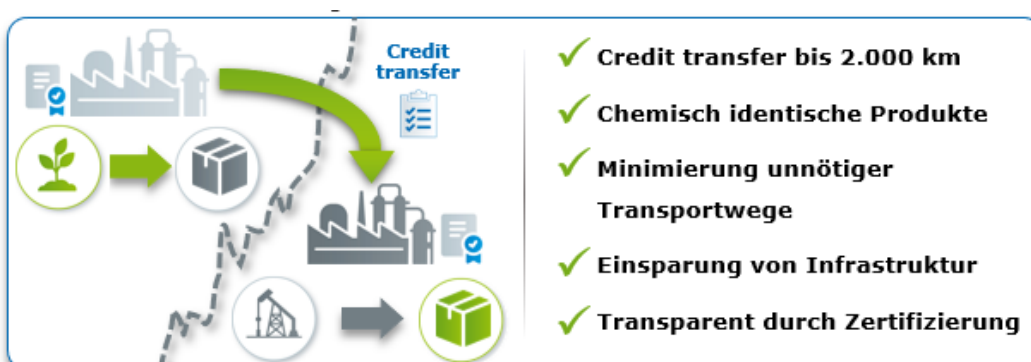 Credit
transfer
Credit transfer bis 2.000 km
Chemisch identische Produkte
Minimierung unnötiger
Transportwege
Einsparung von Infrastruktur
Transparent durch Zertifizierung